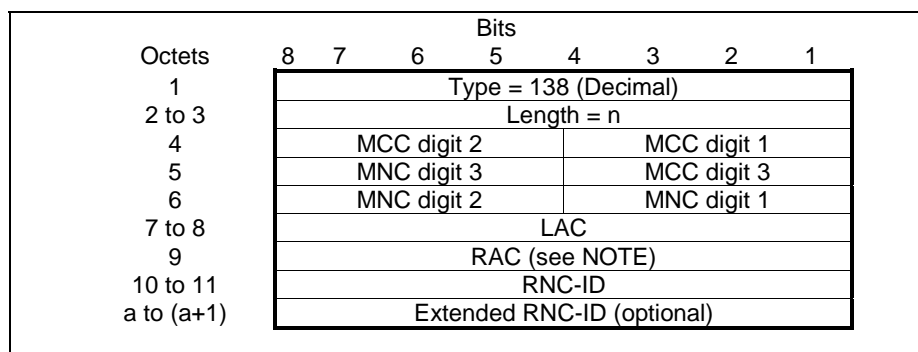 Bits
Octets 8 7 6 5 4 3 2 1
1 Type = 138 (Decimal)
2 to 3 Length = n
4 MCC digit 2 MCC digit 1
5 MNC digit 3 MCC digit 3
6 MNC digit 2 MNC digit 1
7 to 8 LAC
9 RAC (see NOTE)
10 to 11 RNC-ID
a to (a+1) Extended RNC-ID (optional)